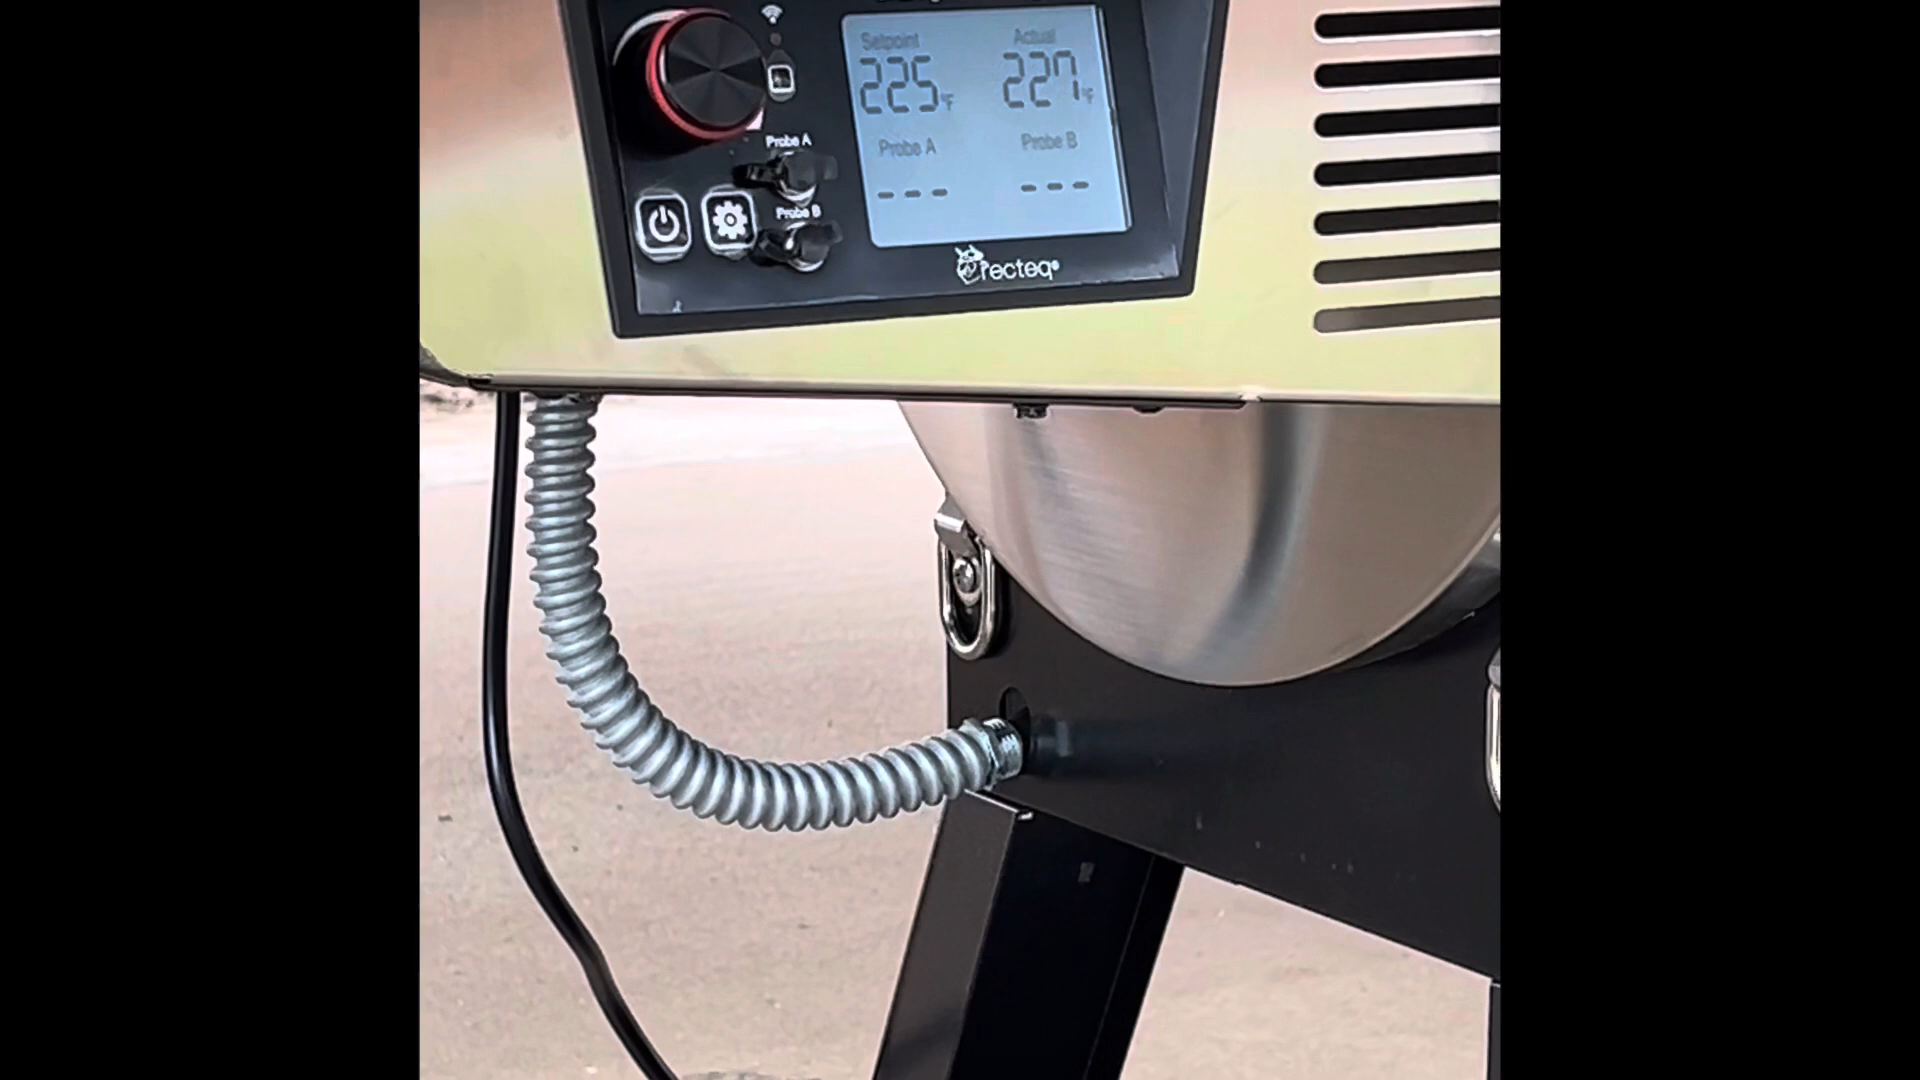 Setpoint Actual
225°F 227°F
Probe A
Probe A Probe B
--- ---
Probe B
recteq®